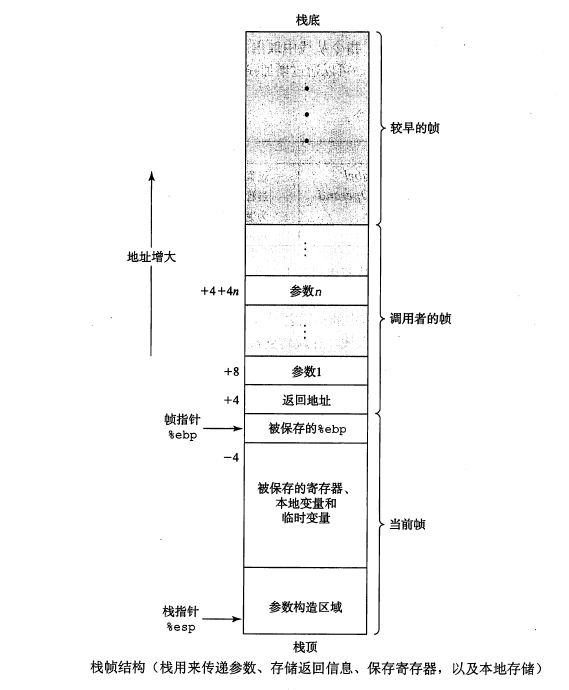 栈底
较早的帧
地址增大
+4+4n
参数n
调用者的帧
+8
参数1
+4
返回地址
帧指针
%ebp
被保存的%ebp
-4
被保存的寄存器、
本地变量和
临时变量
当前帧
参数构造区域
栈指针
%esp
栈顶
栈帧结构（栈用来传递参数、存储返回信息、保存寄存器，以及本地存储）